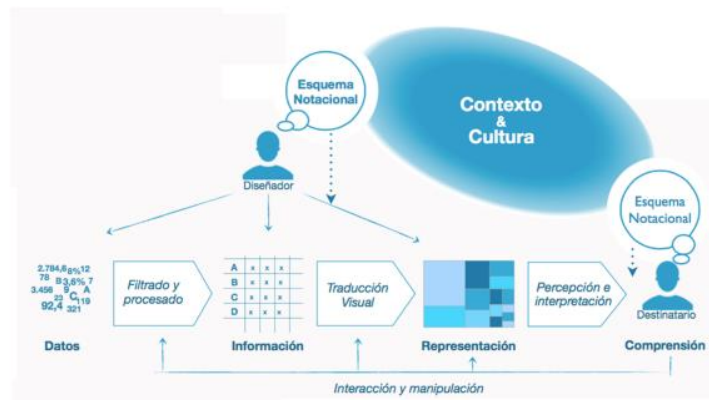 Esquema
Notacional
Contexto
&
Cultura
Diseñador
Esquema
Notacional
2.784,6 6% 12
78 B 3,6% 7
3.456 9 A
23 C 119
92,4 321
Filtrado y
procesado
A x x x
B x x x
C x x x
D x x x
Traducción
Visual
Percepción e
interpretación
Destinatario
Datos
Información
Representación
Comprensión
Interacción y manipulación